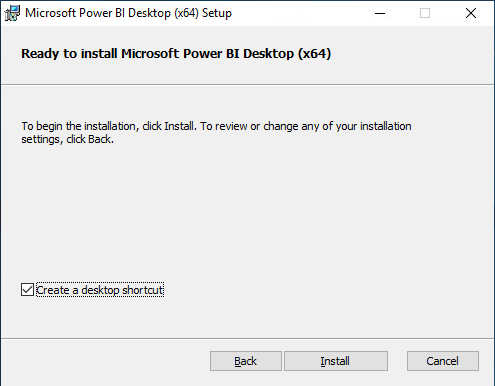 Microsoft Power BI Desktop (x64) Setup
Ready to install Microsoft Power BI Desktop (x64)
To begin the installation, click Install. To review or change any of your installation
settings, click Back.
Create a desktop shortcut
Back Install Cancel